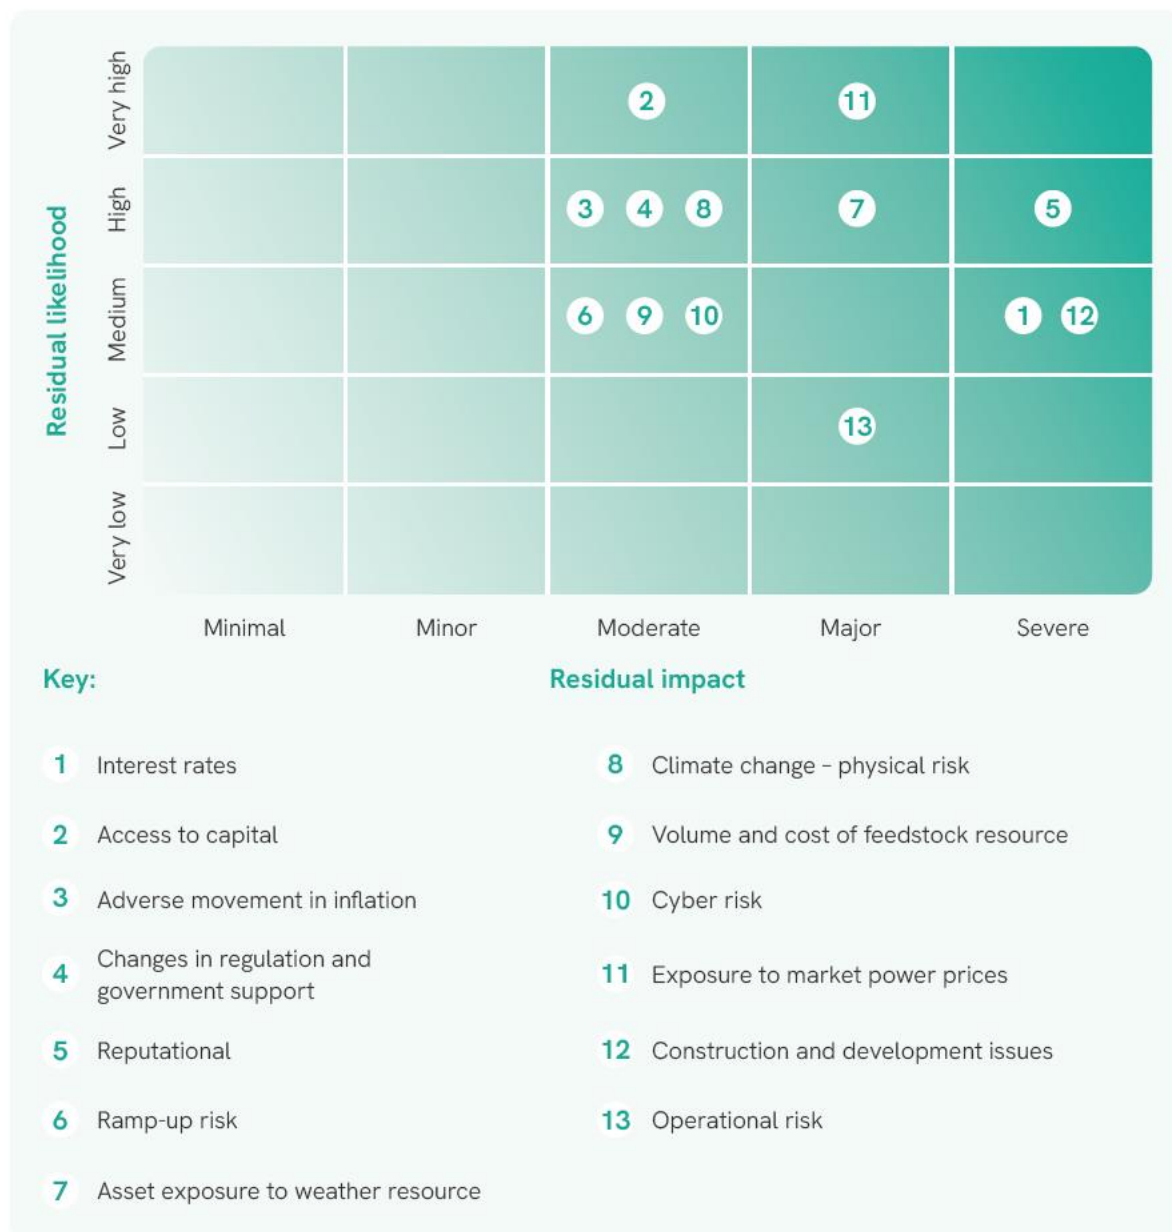 Residual likelihood
Very high
2
11
High
3 4 8
7
5
Medium
6 9 10
1 12
Low
13
Very low
Minimal
Minor
Moderate
Major
Severe
Key:
Residual impact
1 Interest rates
2 Access to capital
3 Adverse movement in inflation
4 Changes in regulation and
government support
5 Reputational
6 Ramp-up risk
7 Asset exposure to weather resource
8 Climate change – physical risk
9 Volume and cost of feedstock resource
10 Cyber risk
11 Exposure to market power prices
12 Construction and development issues
13 Operational risk